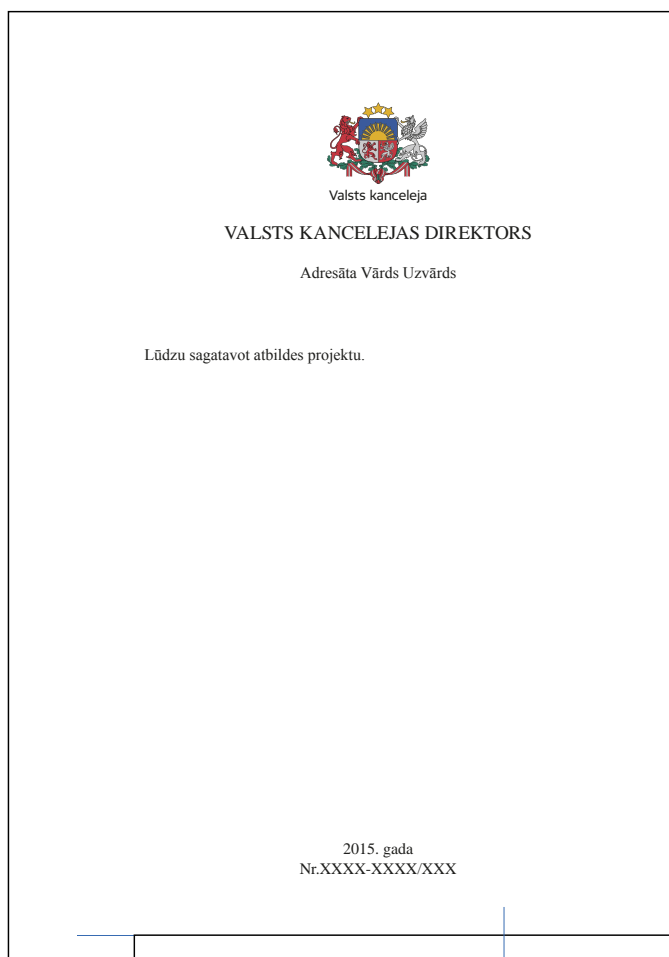 Valsts kanceleja
VALSTS KANCELEJAS DIREKTORS
Adresāta Vārds Uzvārds
Lūdzu sagatavot atbildes projektu.
2015. gada
Nr.XXXX-XXXX/XXX